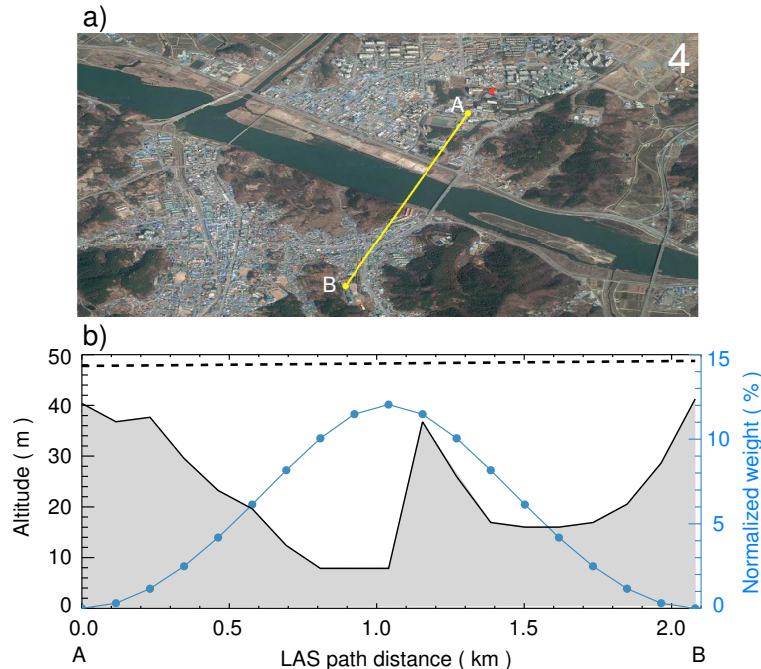 a)
4
A
B
b)
50
40
30
20
10
0
Altitude ( m )
15
10
5
0
Normalized weight ( % )
0.0 0.5 1.0 1.5 2.0
A LAS path distance ( km ) B